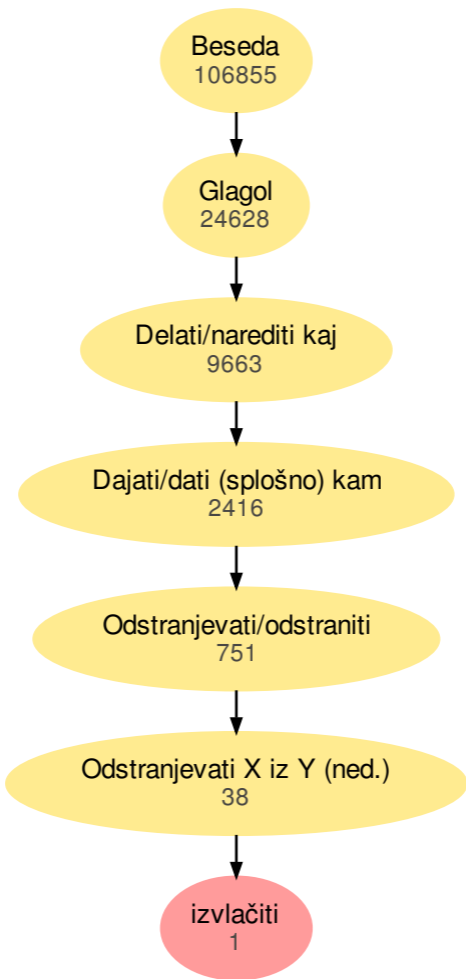 Beseda
106855
Glagol
24628
Delati/narediti kaj
9663
Dajati/dati (splošno) kam
2416
Odstranjevati/odstraniti
751
Odstranjevati X iz Y (ned.)
38
izvlačiti
1